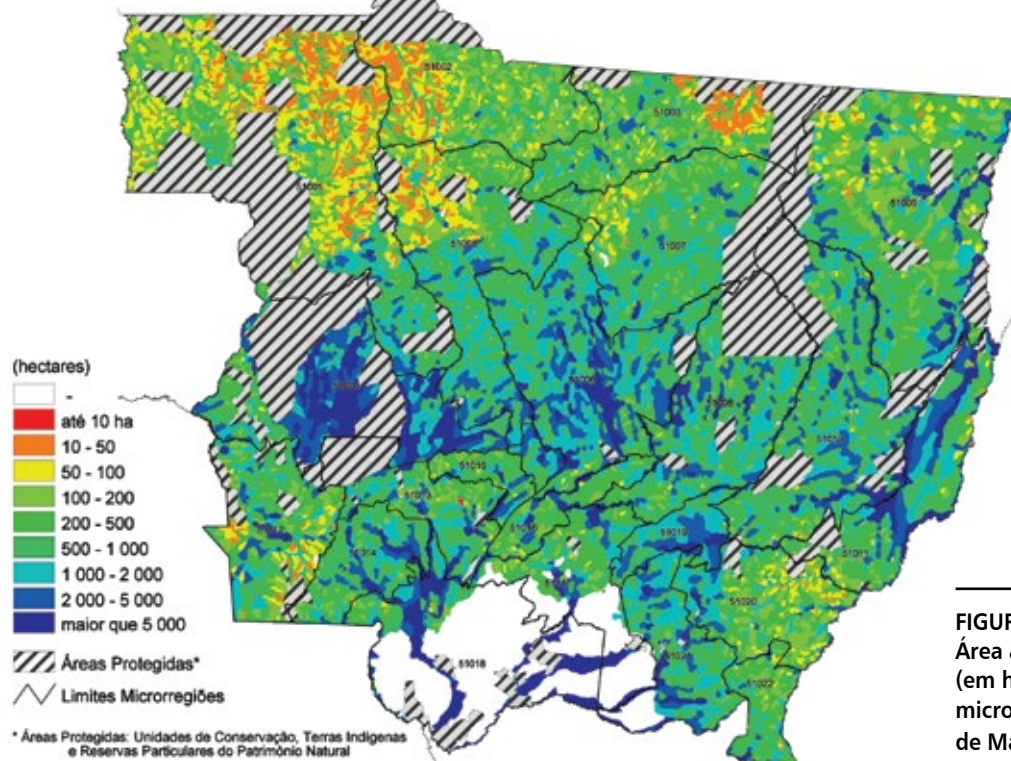 51002
51003
51001
51006
51007
51018
51015
51013
51014
51016
51019
51011
51020
51022
(hectares)
-
até 10 ha
10 - 50
50 - 100
100 - 200
200 - 500
500 - 1 000
1 000 - 2 000
2 000 - 5 000
maior que 5 000
Áreas Protegidas*
Limites Microrregiões
* Áreas Protegidas: Unidades de Conservação, Terras Indígenas
e Reservas Particulares do Patrimônio Natural
FIGUR
Área a
(em h
micro
de Ma